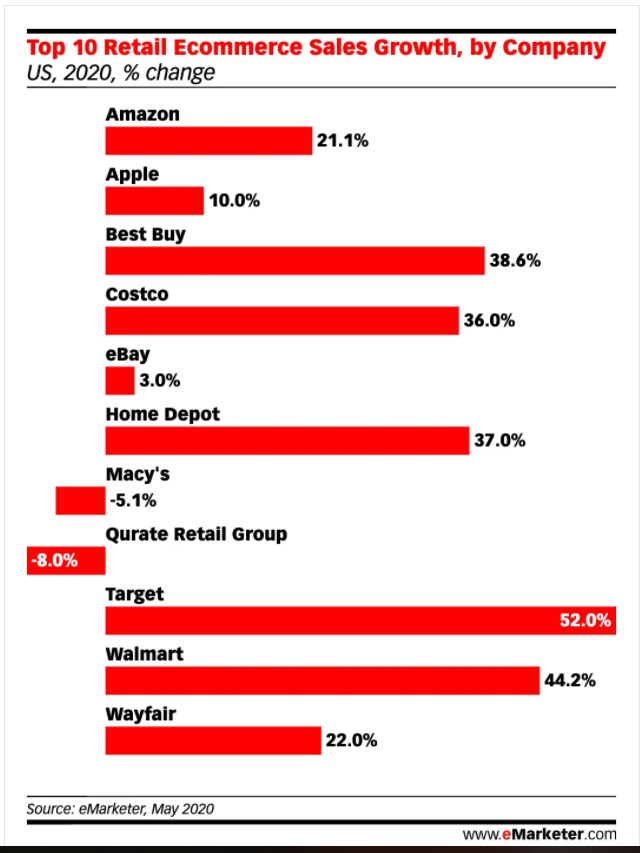 Top 10 Retail Ecommerce Sales Growth, by Company
US, 2020, % change
Amazon
21.1%
Apple
10.0%
Best Buy
38.6%
Costco
36.0%
eBay
3.0%
Home Depot
37.0%
Macy's
-5.1%
Qurate Retail Group
-8.0%
Target
52.0%
Walmart
44.2%
Wayfair
22.0%
Source: eMarketer, May 2020
www.eMarketer.com